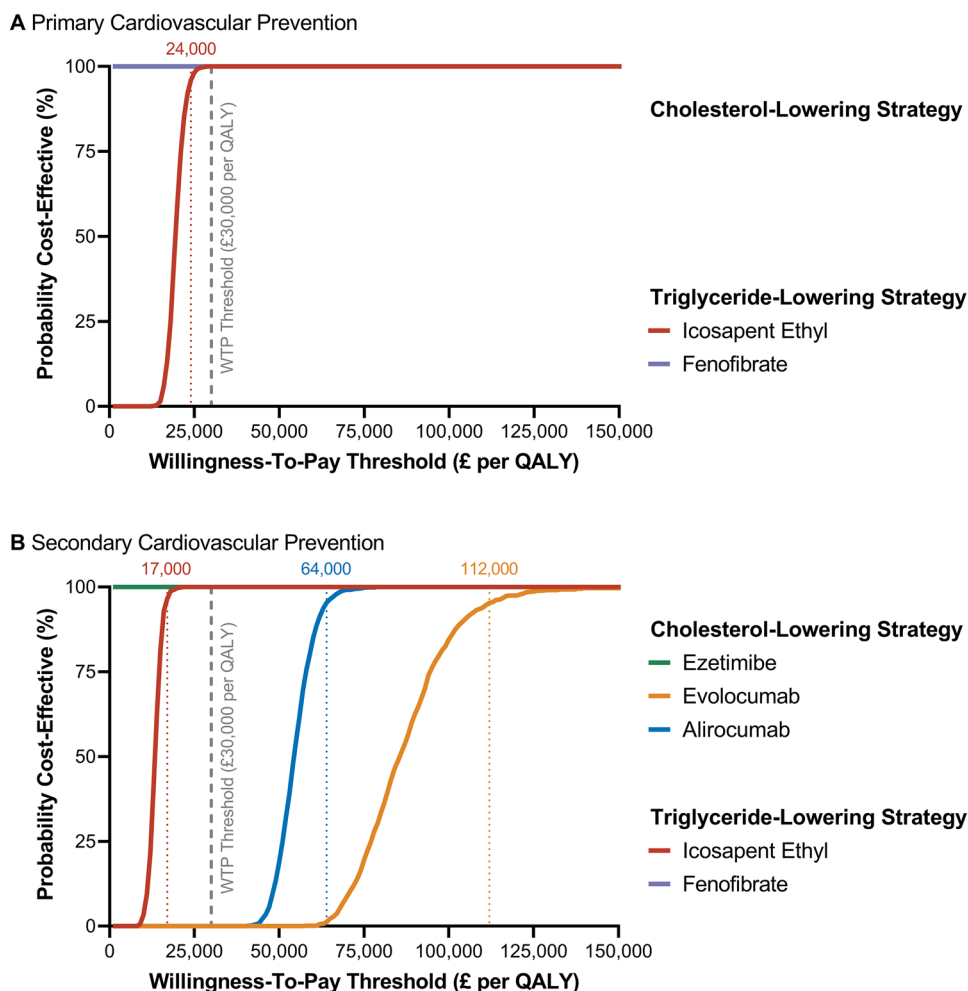 A Primary Cardiovascular Prevention
24,000
100
75
50
25
0
Probability Cost-Effective (%)
WTP Threshold (£30,000 per QALY)
0 25,000 50,000 75,000 100,000 125,000 150,000
Willingness-To-Pay Threshold (£ per QALY)
Cholesterol-Lowering Strategy
Triglyceride-Lowering Strategy
Icosapent Ethyl
Fenofibrate
B Secondary Cardiovascular Prevention
17,000 64,000 112,000
100
75
50
25
0
Probability Cost-Effective (%)
WTP Threshold (£30,000 per QALY)
0 25,000 50,000 75,000 100,000 125,000 150,000
Willingness-To-Pay Threshold (£ per QALY)
Cholesterol-Lowering Strategy
Ezetimibe
Evolocumab
Alirocumab
Triglyceride-Lowering Strategy
Icosapent Ethyl
Fenofibrate